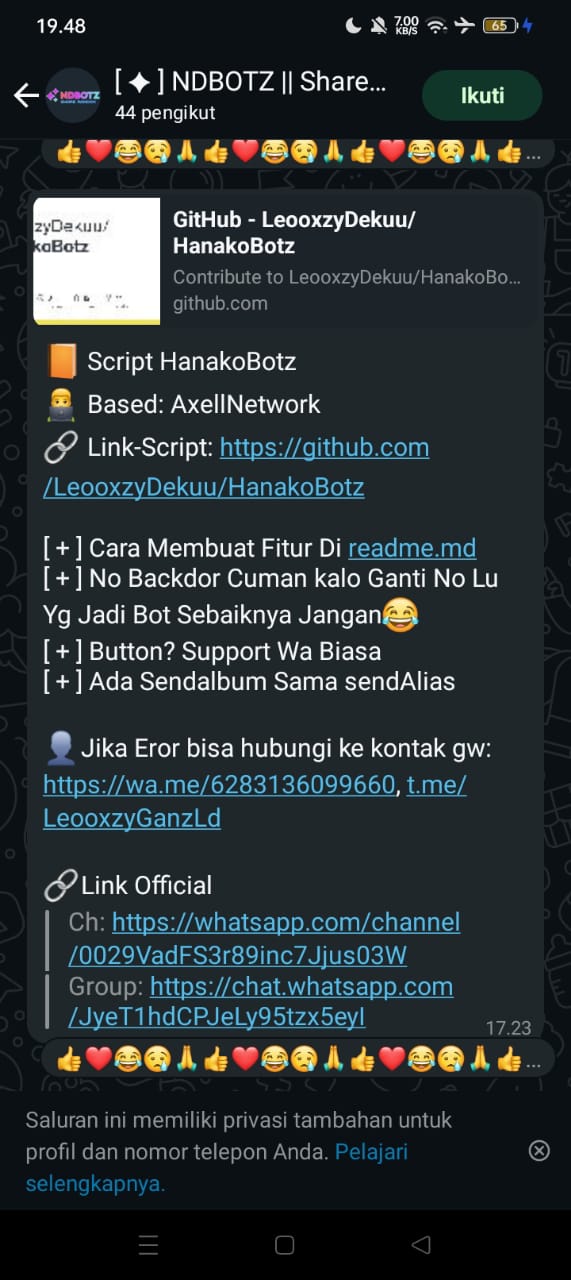 19.48
7.00
KB/S
65
NDBOTZ
[ ✦ ] NDBOTZ || Share...
44 pengikut
Ikuti
👍❤️😂😢🙏👍❤️😂😢🙏👍❤️😂😢🙏👍...
zyDekuu/
koBotz
GitHub - LeooxzyDekuu/
HanakoBotz
Contribute to LeooxzyDekuu/HanakoBo...
github.com
📙 Script HanakoBotz
👨‍💻 Based: AxellNetwork
🔗 Link-Script: https://github.com
/LeooxzyDekuu/HanakoBotz
[ + ] Cara Membuat Fitur Di readme.md
[ + ] No Backdor Cuman kalo Ganti No Lu
Yg Jadi Bot Sebaiknya Jangan😂
[ + ] Button? Support Wa Biasa
[ + ] Ada Sendalbum Sama sendAlias
👤 Jika Eror bisa hubungi ke kontak gw:
https://wa.me/6283136099660, t.me/
LeooxzyGanzLd
🔗 Link Official
Ch: https://whatsapp.com/channel
/0029VadFS3r89inc7Jjus03W
Group: https://chat.whatsapp.com
/JyeT1hdCPJeLy95tzx5eyI
17.23
👍❤️😂😢🙏👍❤️😂😢🙏👍❤️😂😢🙏👍...
Saluran ini memiliki privasi tambahan untuk
profil dan nomor telepon Anda. Pelajari
selengkapnya.